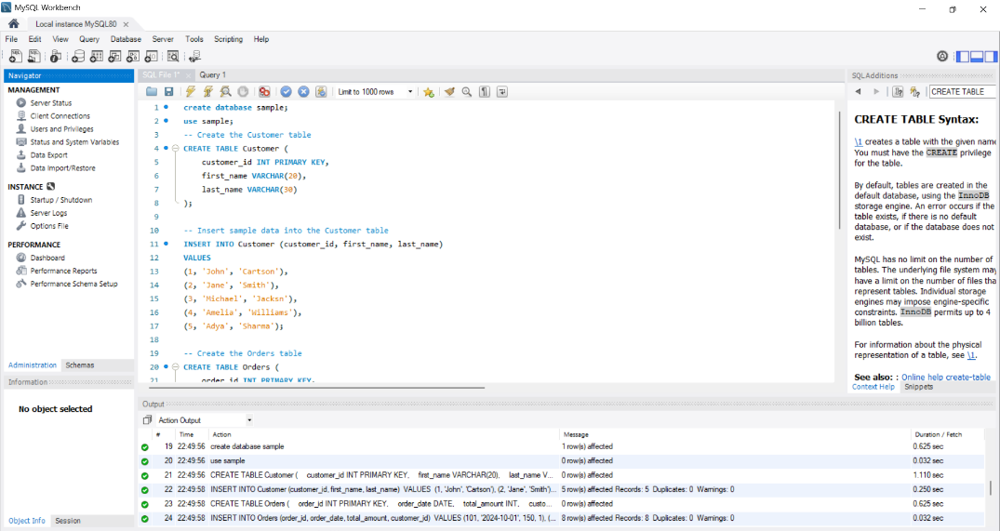 MySQL Workbench
Local instance MySQL80 ×
File Edit View Query Database Server Tools Scripting Help
Navigator
MANAGEMENT
Server Status
Client Connections
Users and Privileges
Status and System Variables
Data Export
Data Import/Restore
INSTANCE
Startup / Shutdown
Server Logs
Options File
PERFORMANCE
Dashboard
Performance Reports
Performance Schema Setup
Administration Schemas
Information
No object selected
Object Info Session
SQL File 1* × Query 1
Limit to 1000 rows
1 create database sample;
2 use sample;
3 -- Create the Customer table
4 CREATE TABLE Customer (
5 customer_id INT PRIMARY KEY,
6 first_name VARCHAR(20),
7 last_name VARCHAR(30)
8 );
9
10 -- Insert sample data into the Customer table
11 INSERT INTO Customer (customer_id, first_name, last_name)
12 VALUES
13 (1, 'John', 'Cartson'),
14 (2, 'Jane', 'Smith'),
15 (3, 'Michael', 'Jacksn'),
16 (4, 'Amelia', 'Williams'),
17 (5, 'Adya', 'Sharma');
18
19 -- Create the Orders table
20 CREATE TABLE Orders (
21 order_id INT PRIMARY KEY,
SQLAdditions
CREATE TABLE
CREATE TABLE Syntax:
\1 creates a table with the given name
You must have the CREATE privilege
for the table.
By default, tables are created in the
default database, using the InnoDB
storage engine. An error occurs if the
table exists, if there is no default
database, or if the database does not
exist.
MySQL has no limit on the number of
tables. The underlying file system may
have a limit on the number of files tha
represent tables. Individual storage
engines may impose engine-specific
constraints. InnoDB permits up to 4
billion tables.
For information about the physical
representation of a table, see \1.
See also: : Online help create-table
Context Help Snippets
Output
Action Output
# Time Action Message Duration / Fetch
19 22:49:56 create database sample 1 row(s) affected 0.625 sec
20 22:49:56 use sample 0 row(s) affected 0.032 sec
21 22:49:56 CREATE TABLE Customer ( customer_id INT PRIMARY KEY, first_name VARCHAR(20), last_name V... 0 row(s) affected 1.110 sec
22 22:49:58 INSERT INTO Customer (customer_id, first_name, last_name) VALUES (1, 'John', 'Cartson'), (2, 'Jane', 'Smith')... 5 row(s) affected Records: 5 Duplicates: 0 Warnings: 0 0.250 sec
23 22:49:58 CREATE TABLE Orders ( order_id INT PRIMARY KEY, order_date DATE, total_amount INT, custo... 0 row(s) affected 0.625 sec
24 22:49:58 INSERT INTO Orders (order_id, order_date, total_amount, customer_id) VALUES (101, '2024-10-01', 150, 1), (... 8 row(s) affected Records: 8 Duplicates: 0 Warnings: 0 0.032 sec